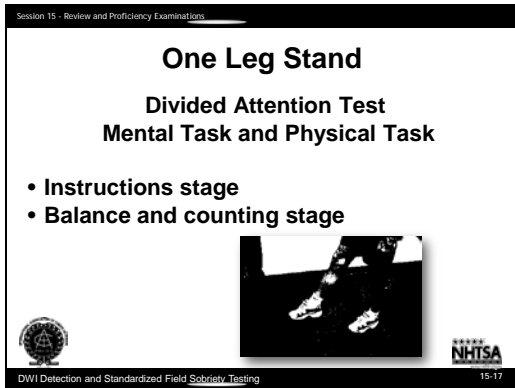 Session 15 - Review and Proficiency Examinations
One Leg Stand
Divided Attention Test
Mental Task and Physical Task
• Instructions stage
• Balance and counting stage
NHTSA
DWI Detection and Standardized Field Sobriety Testing
15-17